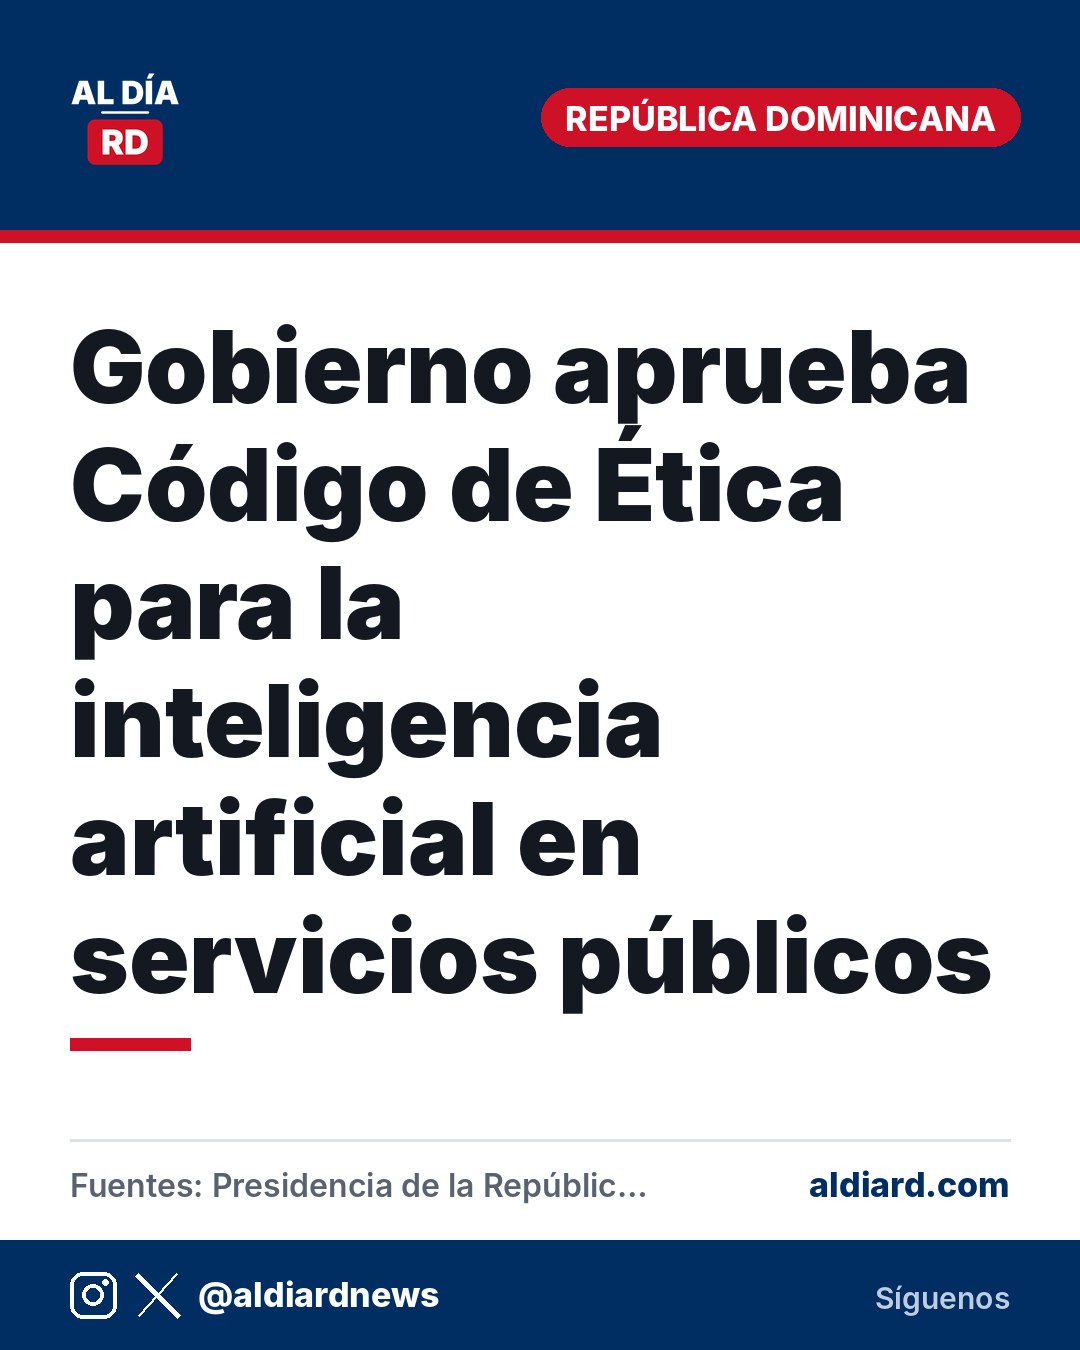 AL DÍA
RD
REPÚBLICA DOMINICANA
Gobierno aprueba
Código de Ética
para la
inteligencia
artificial en
servicios públicos
Fuentes: Presidencia de la Repúblic...
aldiard.com
@aldiardnews
Síguenos